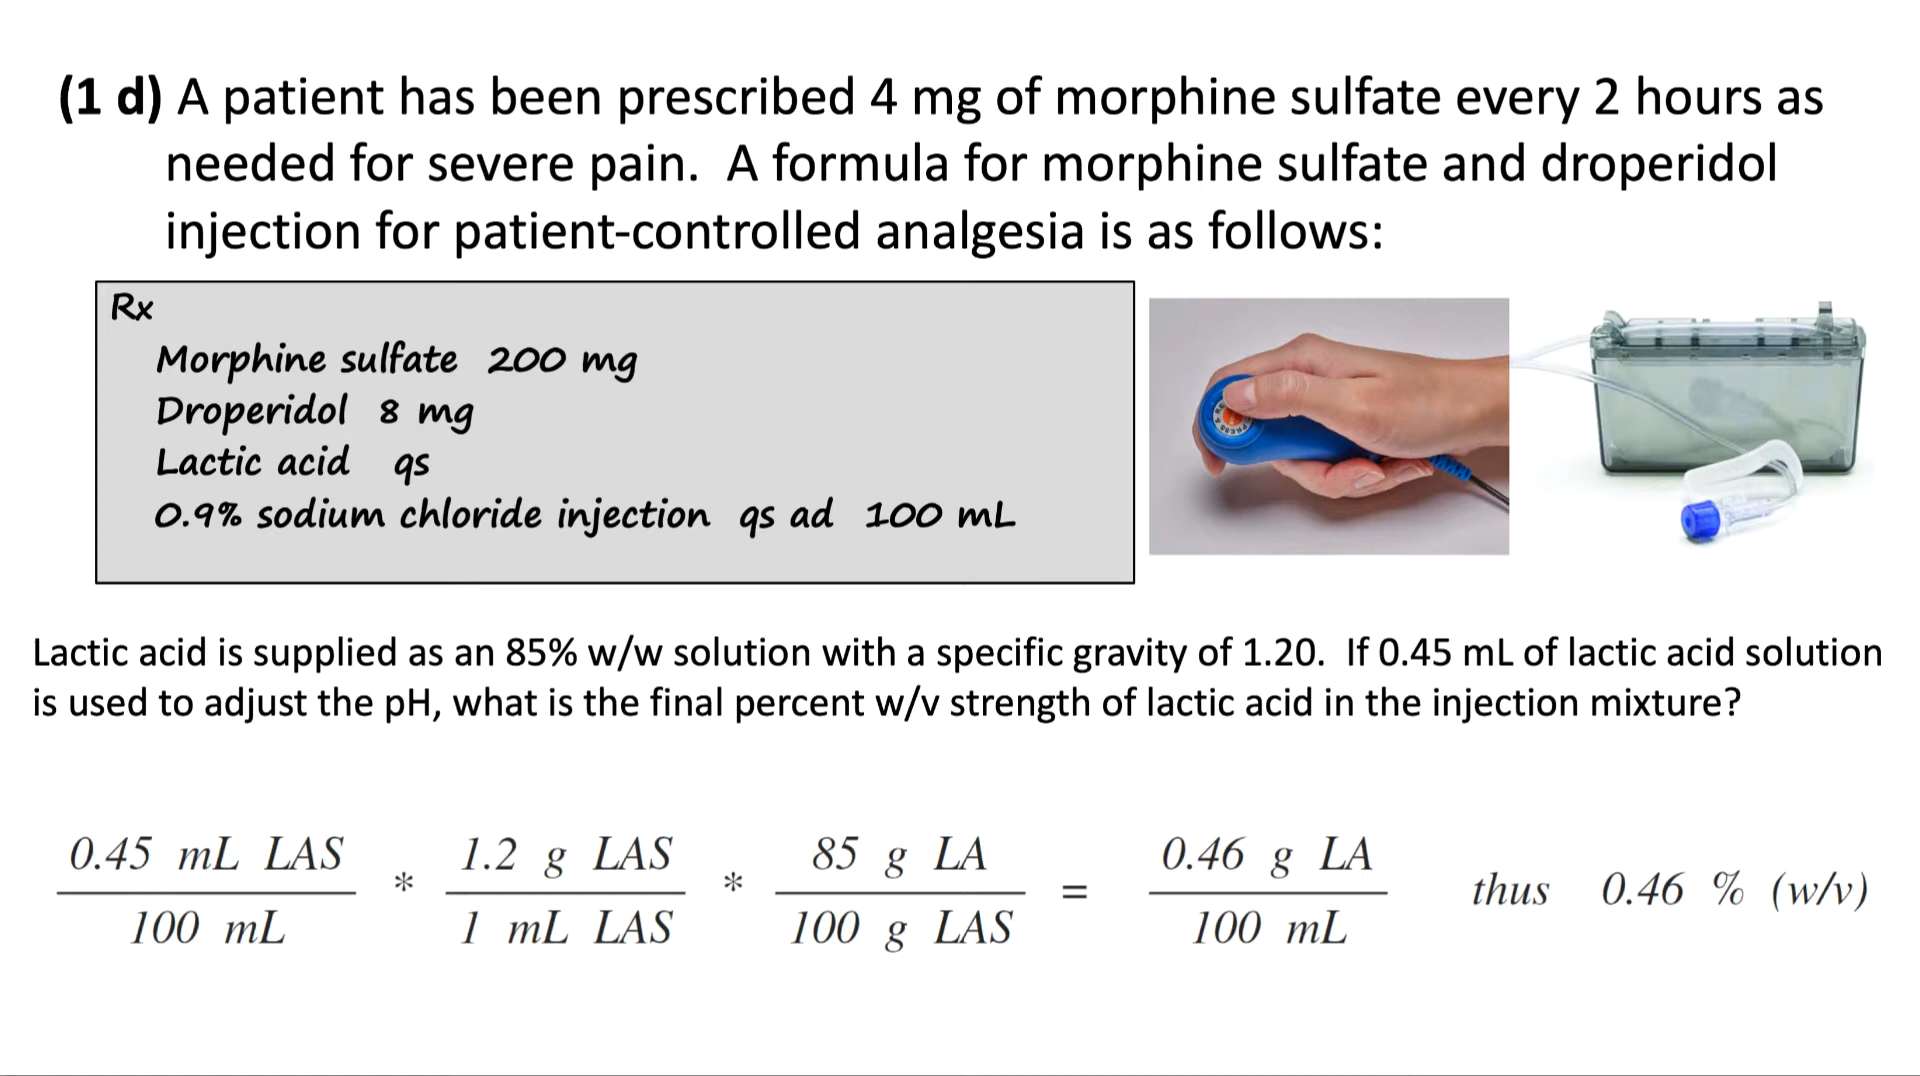 (1 d) A patient has been prescribed 4 mg of morphine sulfate every 2 hours as
needed for severe pain. A formula for morphine sulfate and droperidol
injection for patient-controlled analgesia is as follows:
Rx
Morphine sulfate 200 mg
Droperidol 8 mg
Lactic acid qs
0.9% sodium chloride injection qs ad 100 mL
Lactic acid is supplied as an 85% w/w solution with a specific gravity of 1.20. If 0.45 mL of lactic acid solution
is used to adjust the pH, what is the final percent w/v strength of lactic acid in the injection mixture?
0.45 mL LAS / 100 mL * 1.2 g LAS / 1 mL LAS * 85 g LA / 100 g LAS = 0.46 g LA / 100 mL thus 0.46 % (w/v)